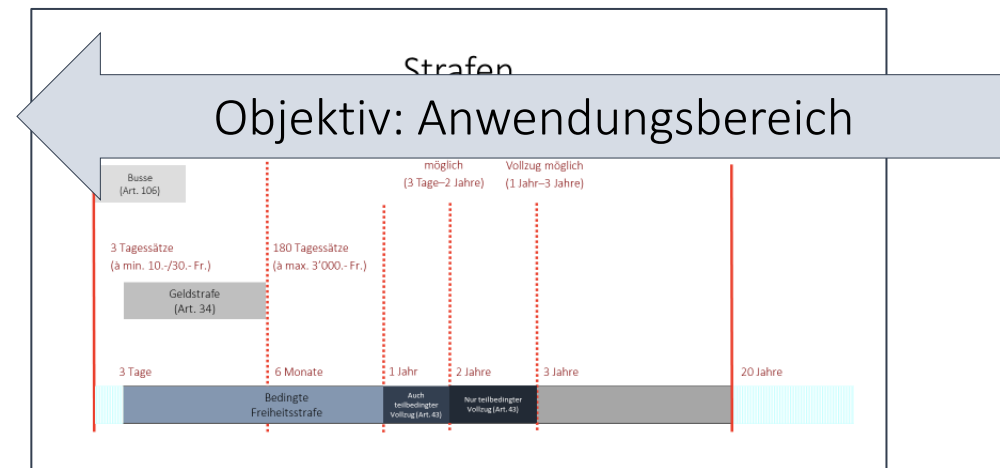 Strafen
Objektiv: Anwendungsbereich
möglich
(3 Tage–2 Jahre)
Vollzug möglich
(1 Jahr–3 Jahre)
Busse
(Art. 106)
3 Tagessätze
(à min. 10.-/30.- Fr.)
180 Tagessätze
(à max. 3’000.- Fr.)
Geldstrafe
(Art. 34)
3 Tage
6 Monate
1 Jahr
2 Jahre
3 Jahre
20 Jahre
Bedingte
Freiheitsstrafe
Auch
teilbedingter
Vollzug (Art. 43)
Nur teilbedingter
Vollzug (Art. 43)